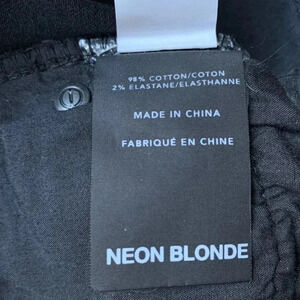 98% COTTON/COTON
2% ELASTANE/ELASTHANNE
MADE IN CHINA
FABRIQUÉ EN CHINE
NEON BLONDE